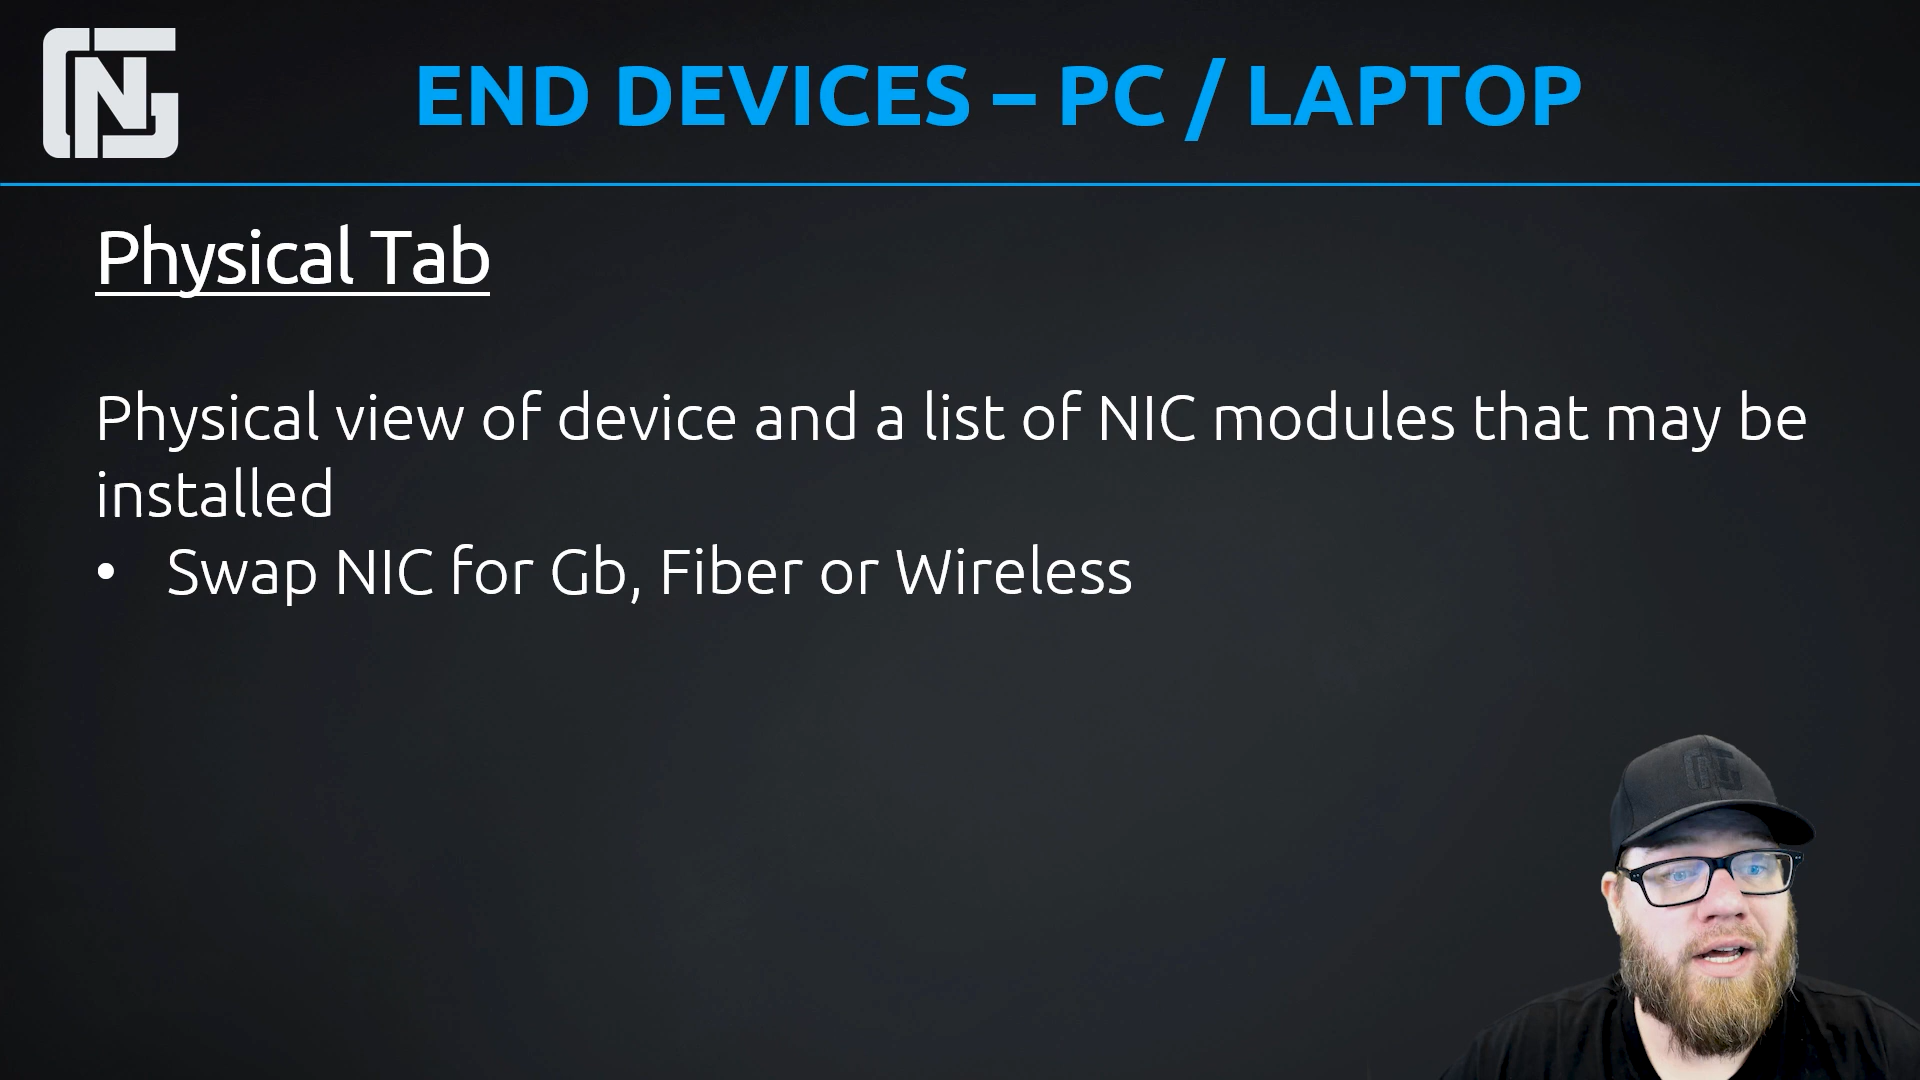 END DEVICES – PC / LAPTOP
Physical Tab
Physical view of device and a list of NIC modules that may be
installed
• Swap NIC for Gb, Fiber or Wireless